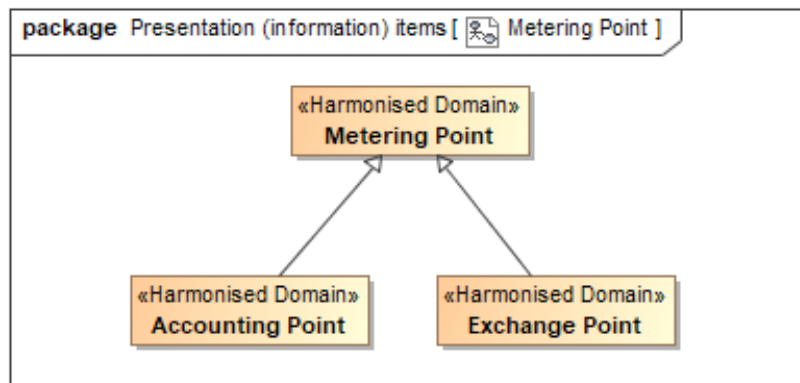 package Presentation (information) items [ Metering Point ]
«Harmonised Domain»
Metering Point
«Harmonised Domain»
Accounting Point
«Harmonised Domain»
Exchange Point